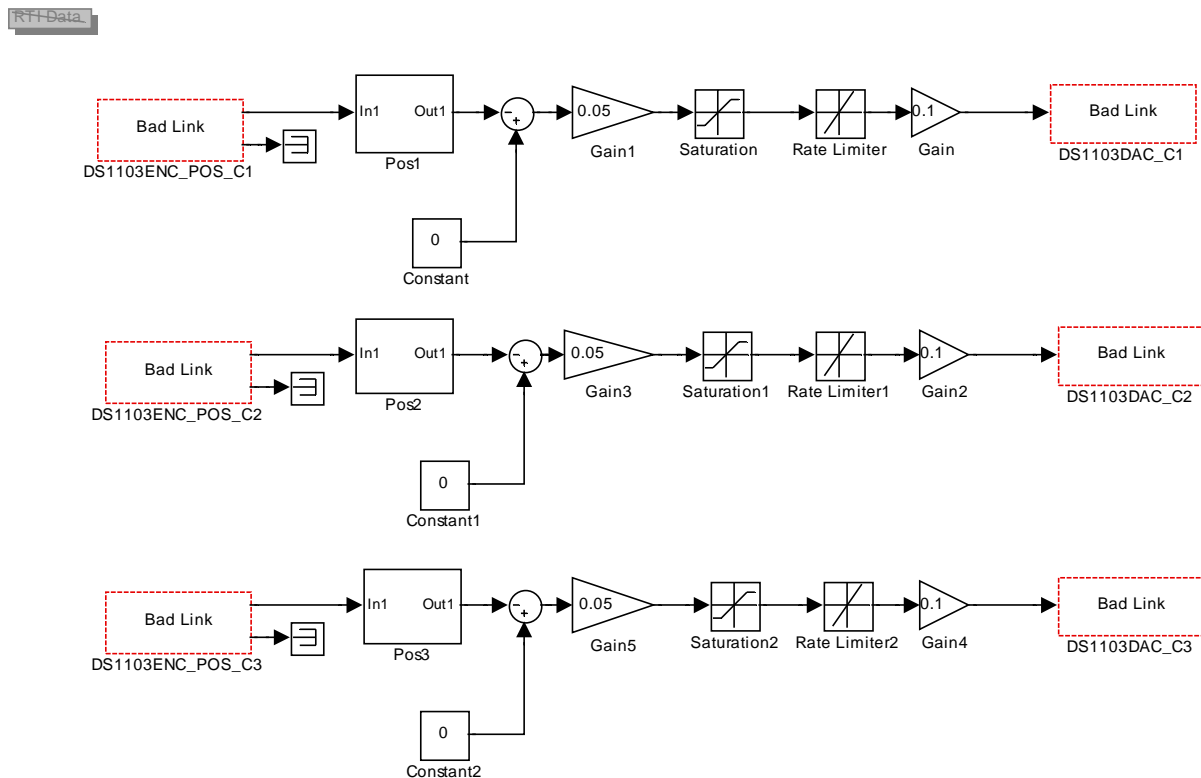 RTI Data
Bad Link
DS1103ENC_POS_C1
In1
Out1
Pos1
-
+
0.05
Gain1
Saturation
Rate Limiter
0.1
Gain
Bad Link
DS1103DAC_C1
0
Constant
Bad Link
DS1103ENC_POS_C2
In1
Out1
Pos2
-
+
0.05
Gain3
Saturation1
Rate Limiter1
0.1
Gain2
Bad Link
DS1103DAC_C2
0
Constant1
Bad Link
DS1103ENC_POS_C3
In1
Out1
Pos3
-
+
0.05
Gain5
Saturation2
Rate Limiter2
0.1
Gain4
Bad Link
DS1103DAC_C3
0
Constant2